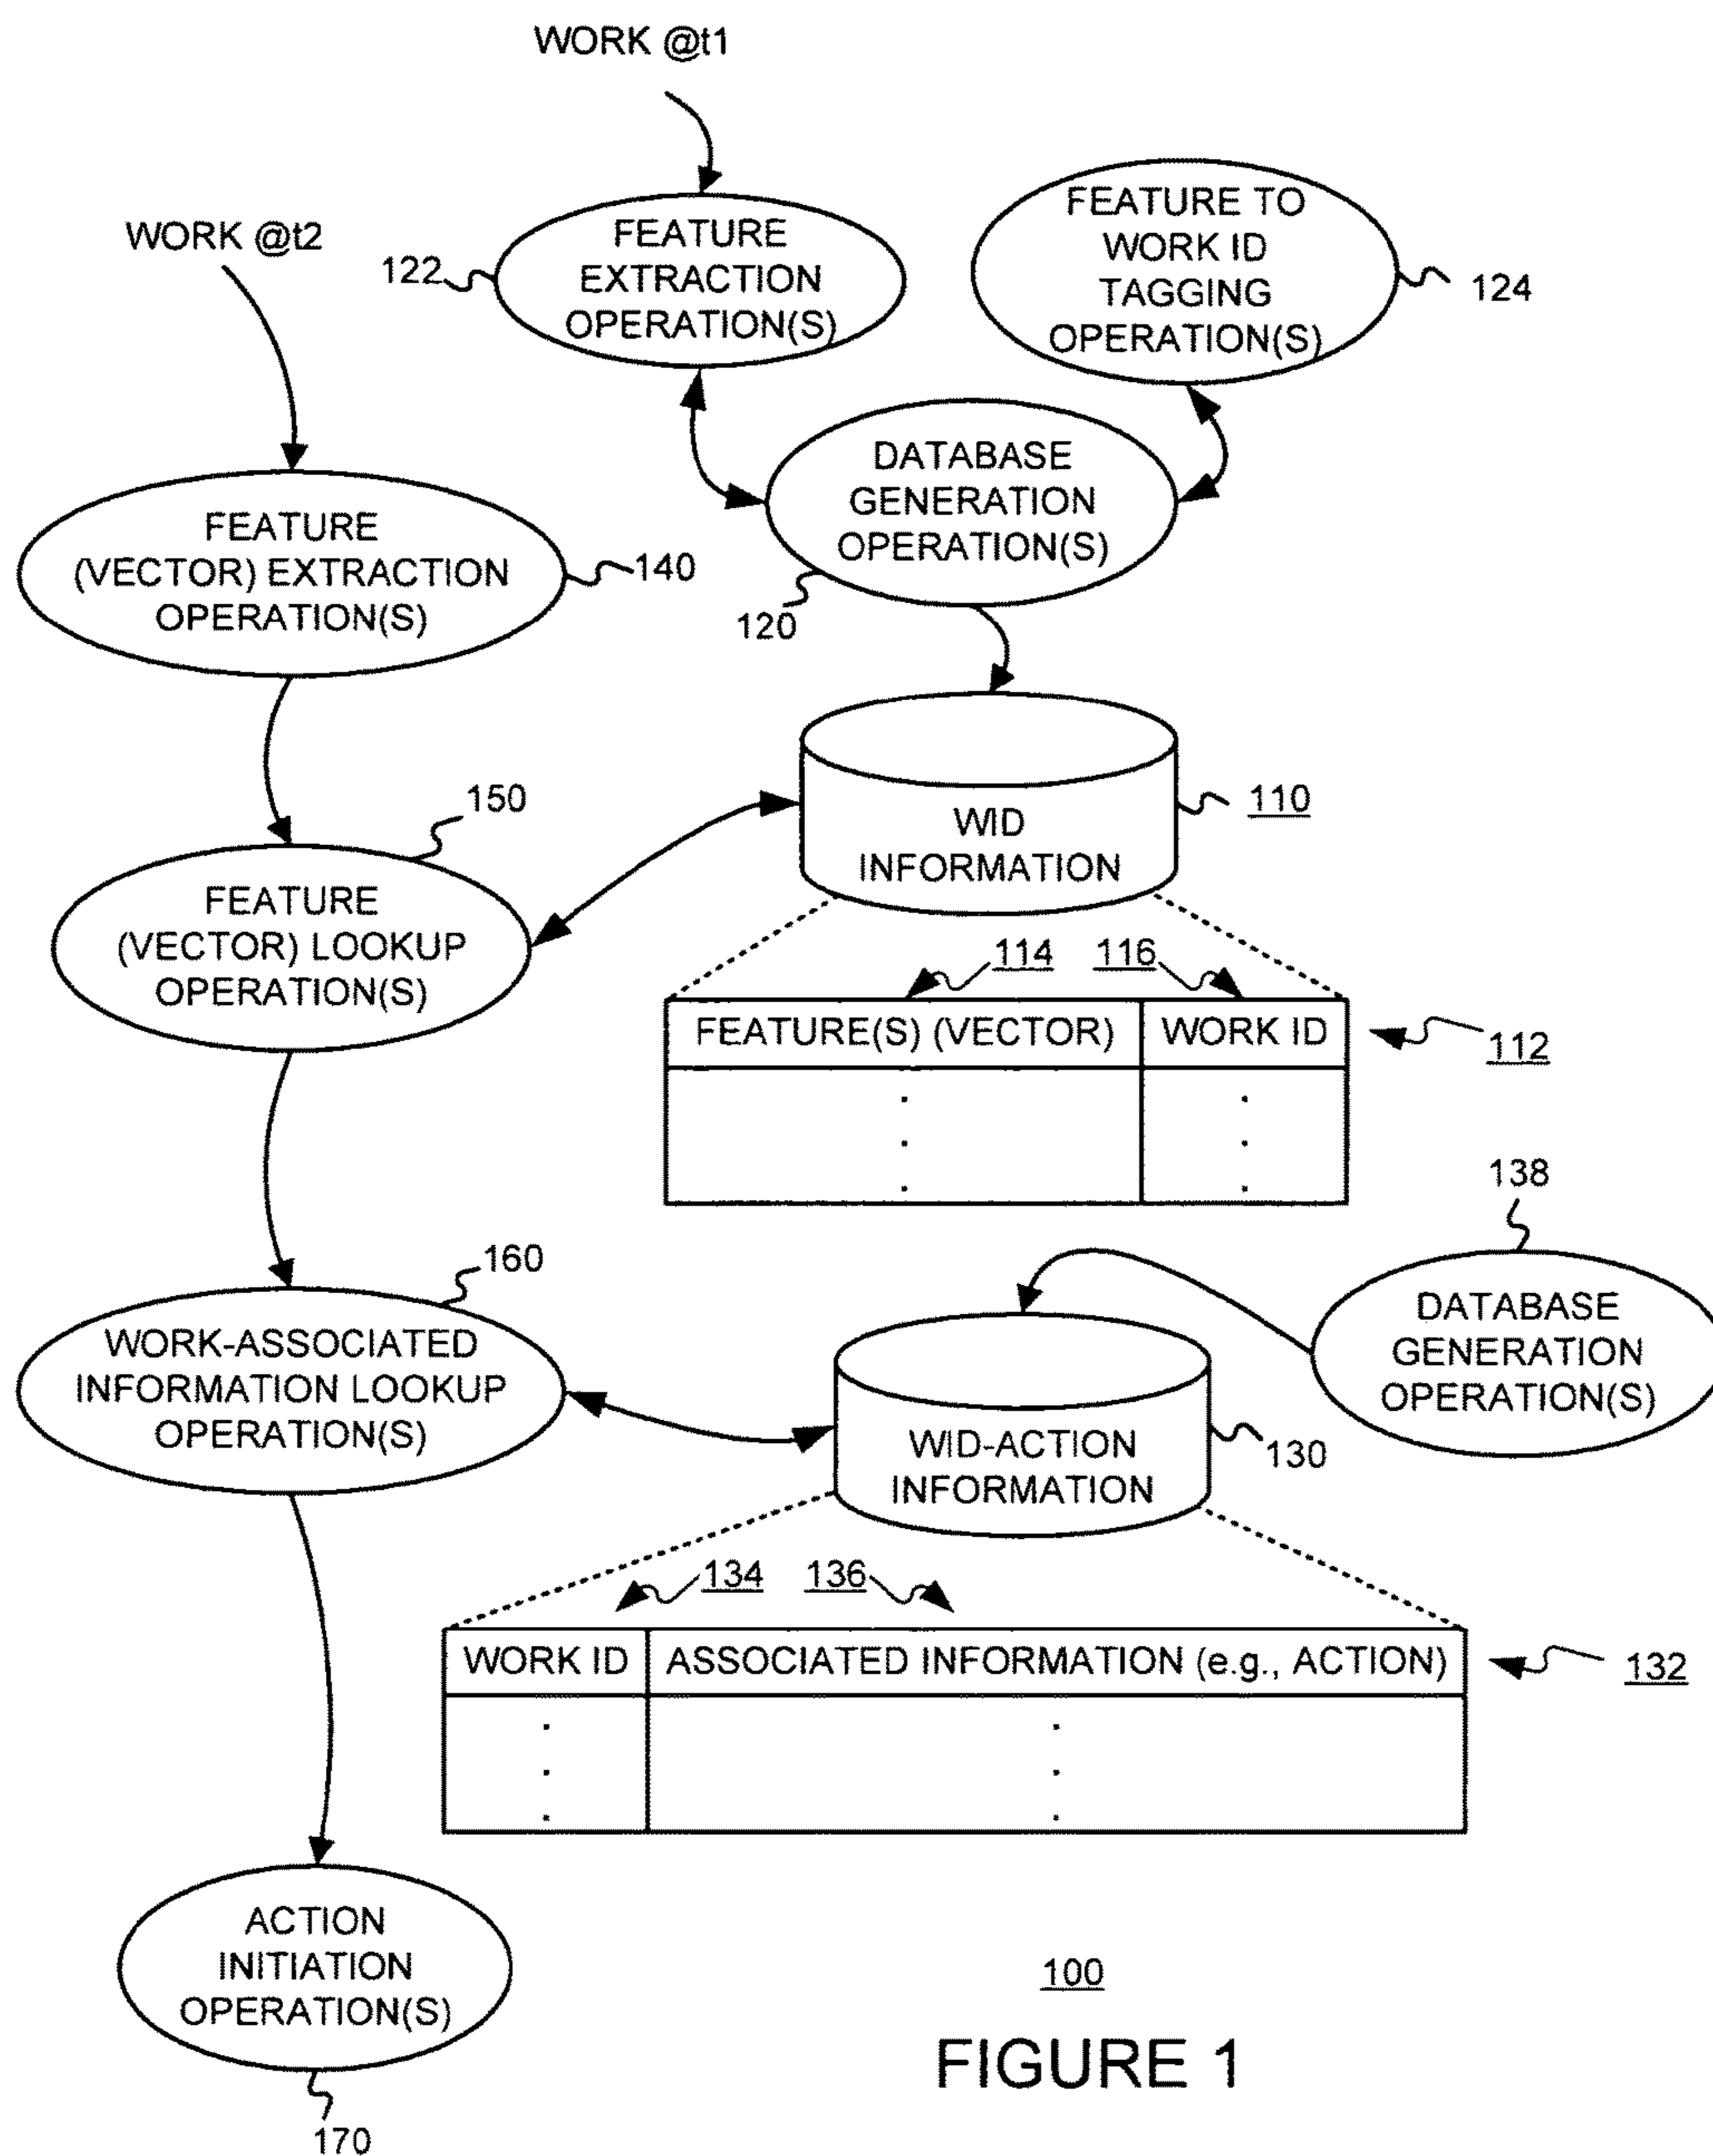 WORK @t1
WORK @t2
FEATURE
EXTRACTION
OPERATION(S)
122
FEATURE TO
WORK ID
TAGGING
OPERATION(S)
124
DATABASE
GENERATION
OPERATION(S)
120
FEATURE
(VECTOR) EXTRACTION
OPERATION(S)
140
WID
INFORMATION
110
150
FEATURE
(VECTOR) LOOKUP
OPERATION(S)
114
116
FEATURE(S) (VECTOR)
WORK ID
112
138
DATABASE
GENERATION
OPERATION(S)
160
WORK-ASSOCIATED
INFORMATION LOOKUP
OPERATION(S)
WID-ACTION
INFORMATION
130
134
136
WORK ID
ASSOCIATED INFORMATION (e.g., ACTION)
132
ACTION
INITIATION
OPERATION(S)
170
100
FIGURE 1